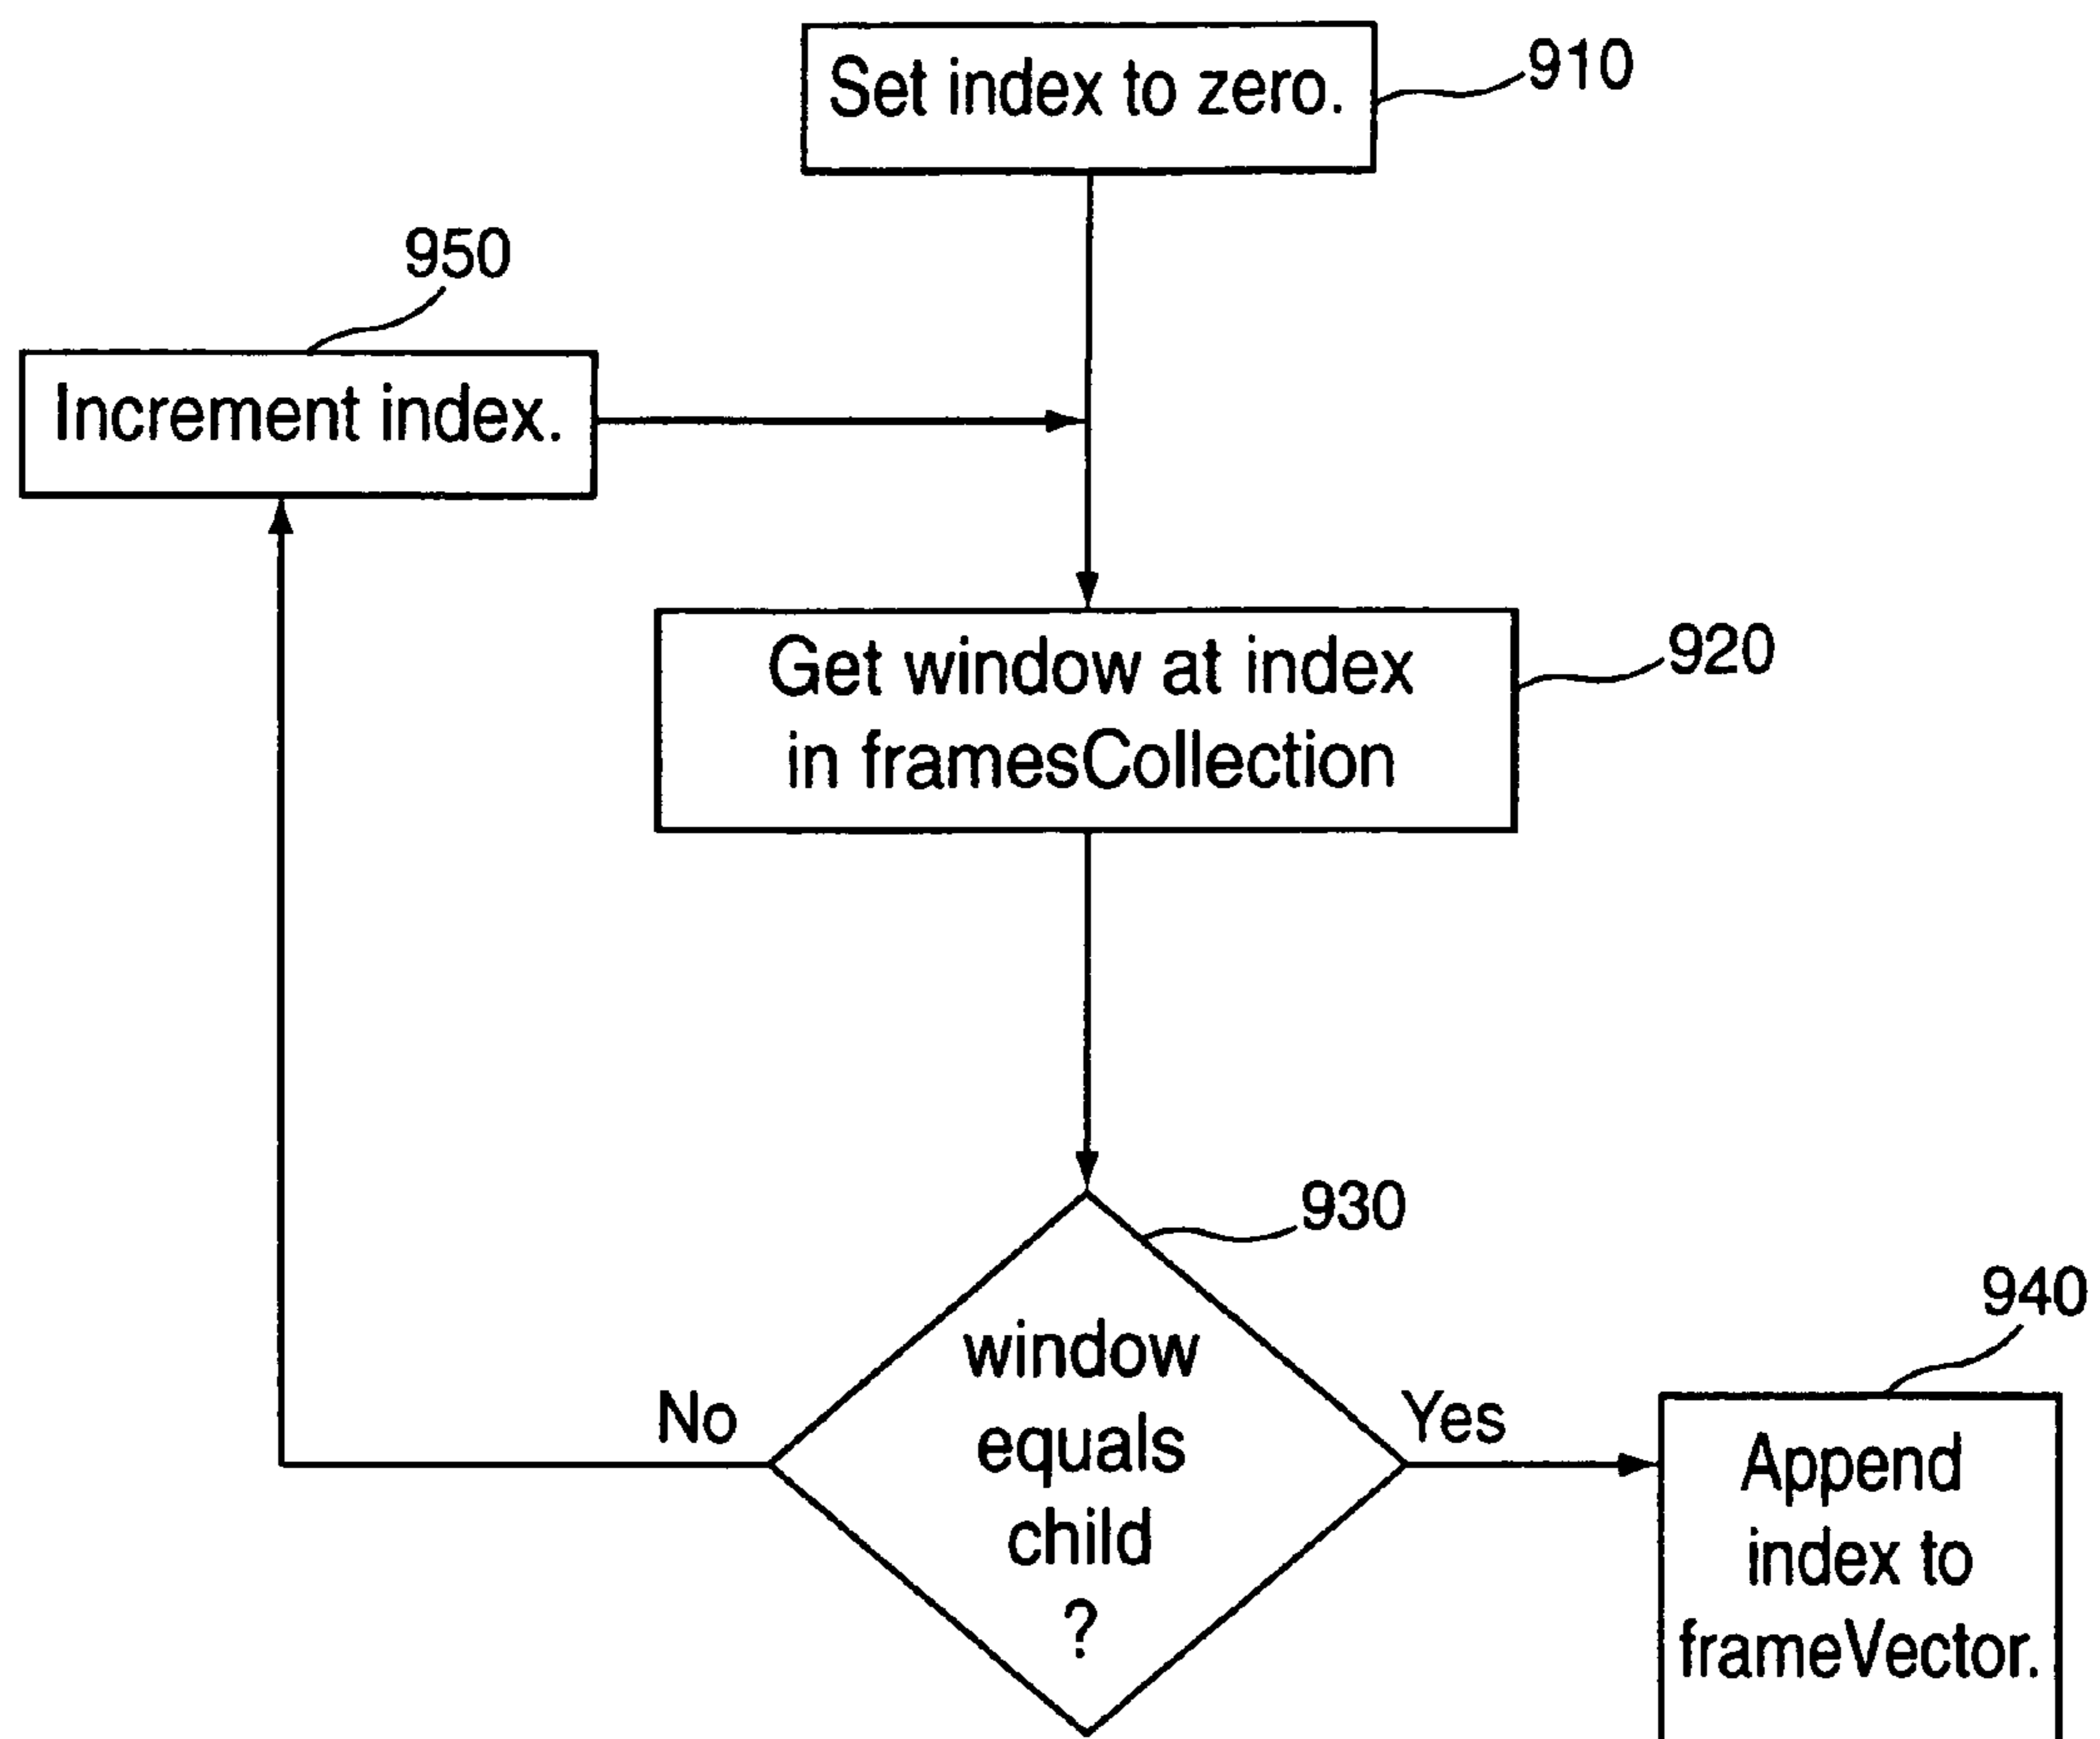 Set index to zero.
910
950
Increment index.
Get window at index
in framesCollection
920
930
window
equals
child
?
No
Yes
940
Append
index to
frameVector.